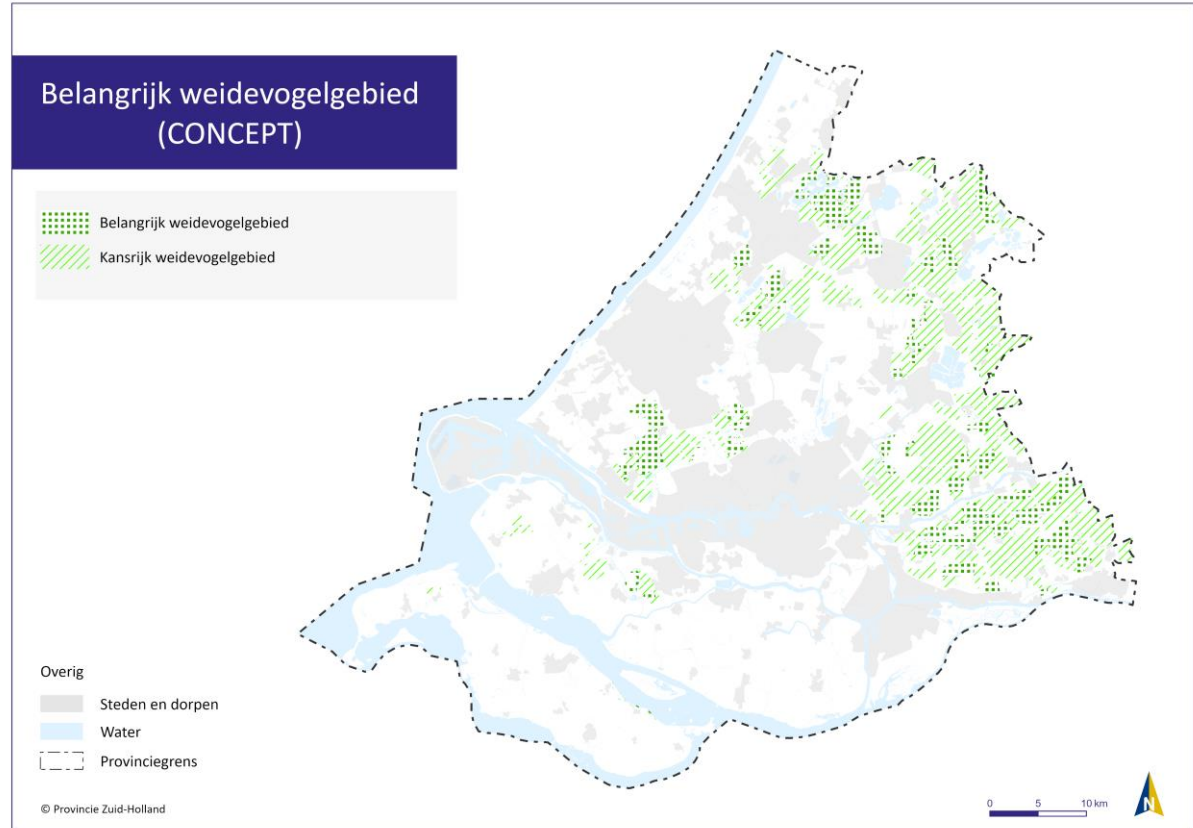 Belangrijk weidevogelgebied
(CONCEPT)
Belangrijk weidevogelgebied
Kansrijk weidevogelgebied
Overig
Steden en dorpen
Water
Provinciegrens
© Provincie Zuid-Holland
0 5 10 km
N